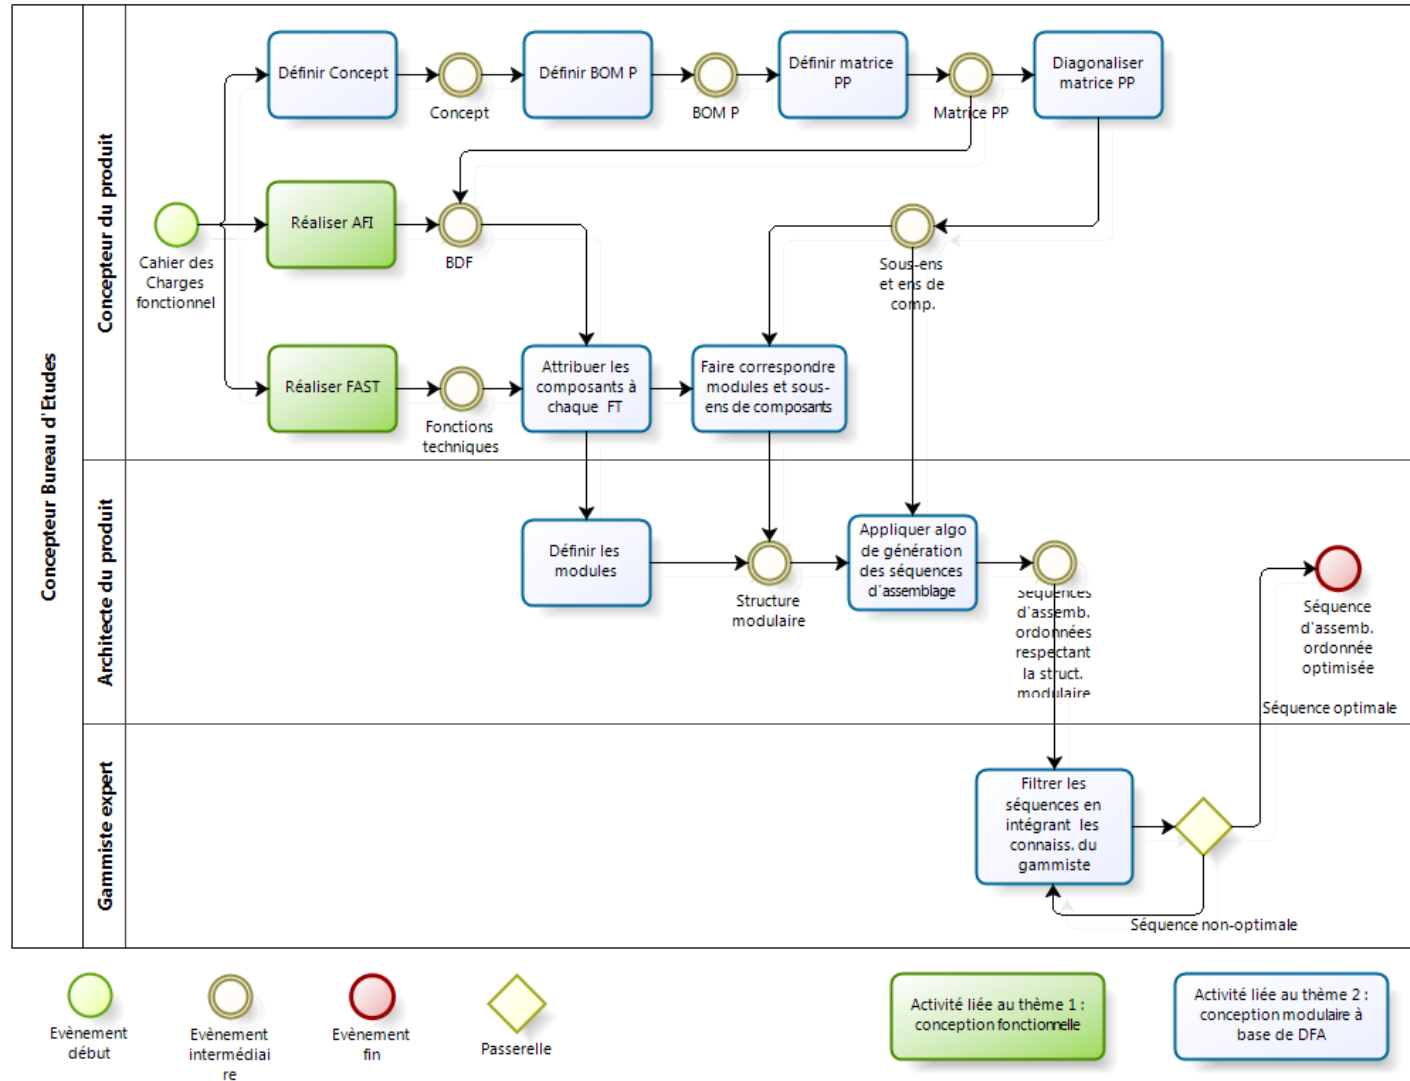 Concepteur Bureau d'Etudes
Concepteur du produit
Définir Concept
Concept
Définir BOM P
BOM P
Définir matrice
PP
Matrice PP
Diagonaliser
matrice PP
Cahier des
Charges
fonctionnel
Réaliser AFI
BDF
Sous-ens
et ens de
comp.
Réaliser FAST
Fonctions
techniques
Attribuer les
composants à
chaque FT
Faire correspondre
modules et sous-
ens de composants
Architecte du produit
Définir les
modules
Structure
modulaire
Appliquer algo
de génération
des séquences
d'assemblage
Séquences
d'assemb.
ordonnées
respectant
la struct.
modulaire
Séquence
d'assemb.
ordonnée
optimisée
Séquence optimale
Gammiste expert
Filtrer les
séquences en
intégrant les
connaiss. du
gammiste
Séquence non-optimale
Evènement
début
Evènement
intermédiai
re
Evènement
fin
Passerelle
Activité liée au thème 1 :
conception fonctionnelle
Activité liée au thème 2 :
conception modulaire à
base de DFA